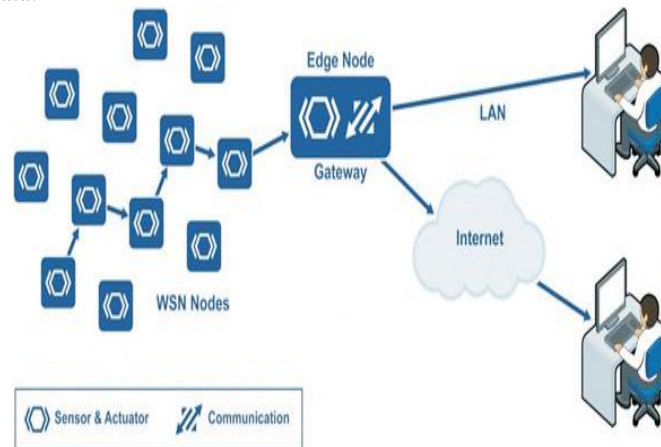 Edge Node
Gateway
LAN
Internet
WSN Nodes
Sensor & Actuator
Communication